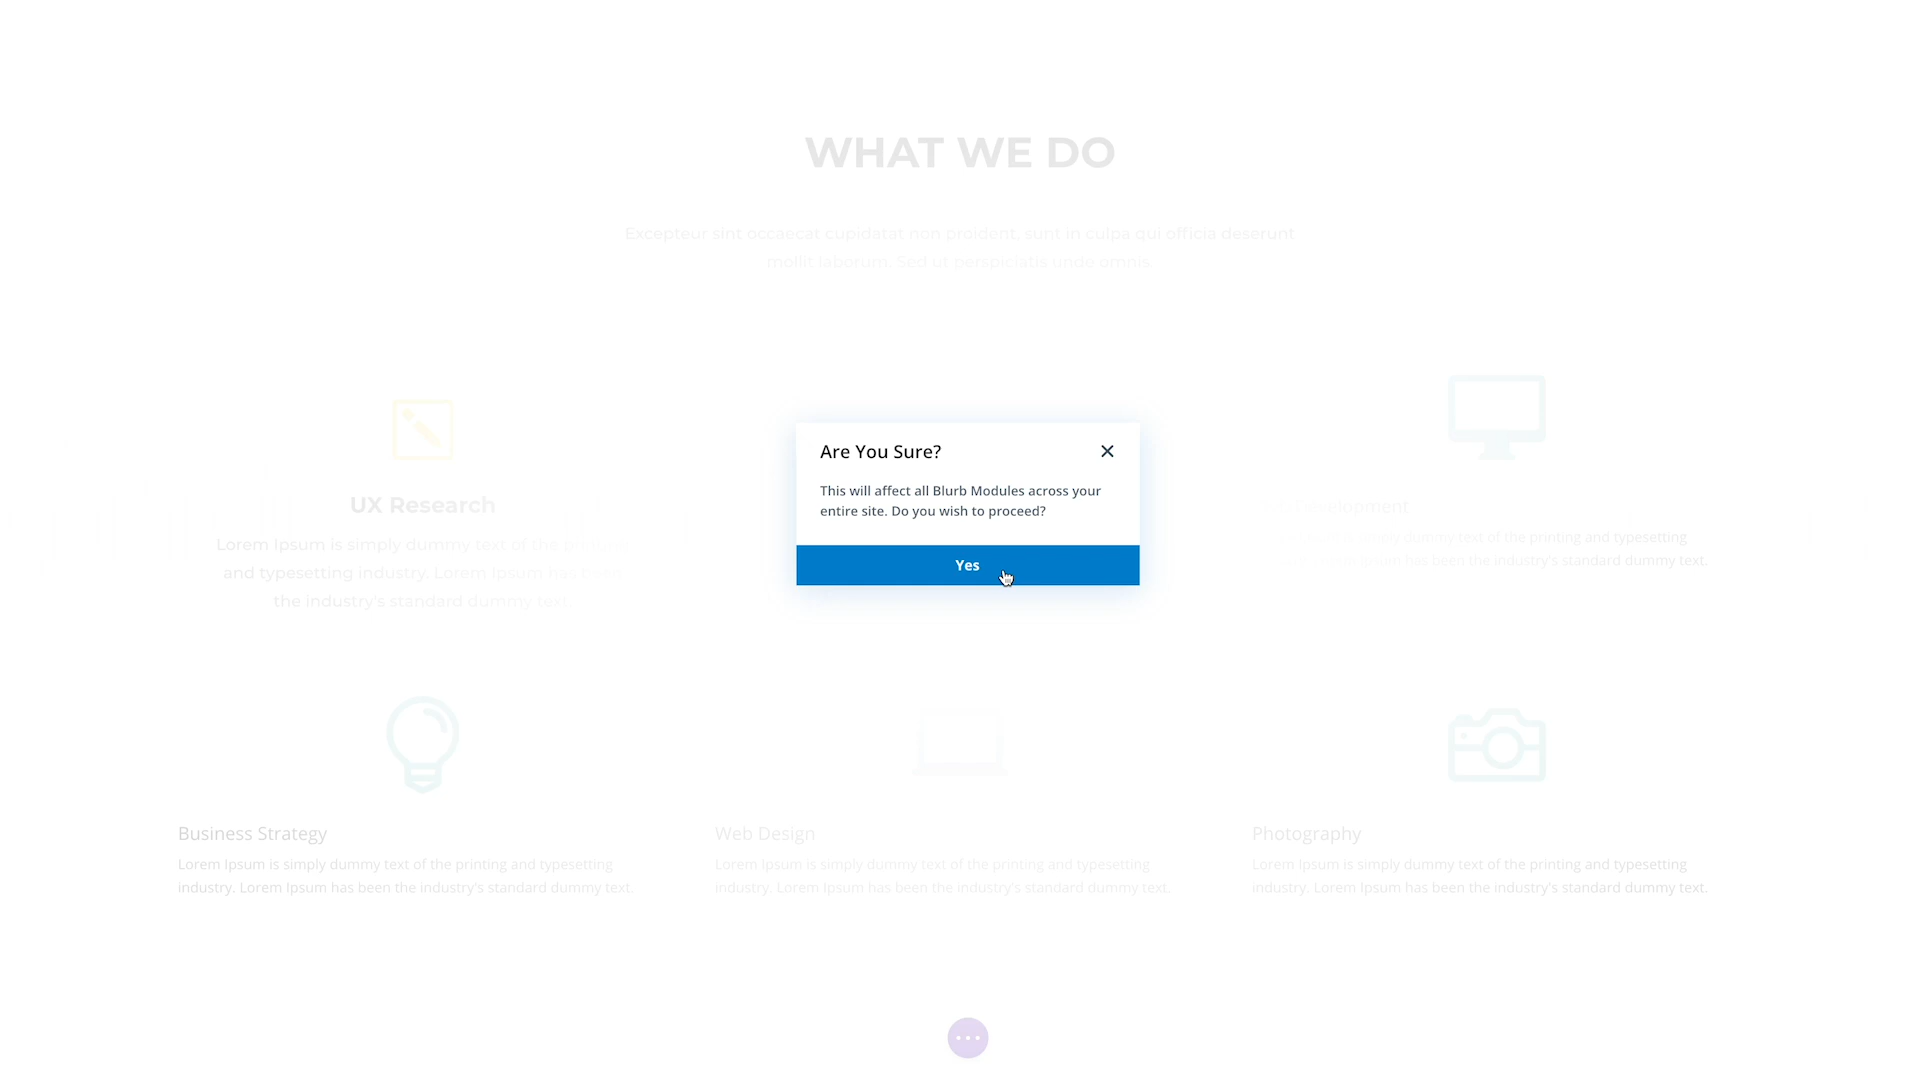 WHAT WE DO
Excepteur sint occaecat cupidatat non proident, sunt in culpa qui officia deserunt
mollit laborum. Sed ut perspiciatis unde omnis.
Are You Sure?
This will affect all Blurb Modules across your
entire site. Do you wish to proceed?
Yes
UX Research
Lorem Ipsum is simply dummy text of the printing
and typesetting industry. Lorem Ipsum has been
the industry's standard dummy text.
Development
simply dummy text of the printing and typesetting
has been the industry's standard dummy text.
Business Strategy
Lorem Ipsum is simply dummy text of the printing and typesetting
industry. Lorem Ipsum has been the industry's standard dummy text.
Web Design
Lorem Ipsum is simply dummy text of the printing and typesetting
industry. Lorem Ipsum has been the industry's standard dummy text.
Photography
Lorem Ipsum is simply dummy text of the printing and typesetting
industry. Lorem Ipsum has been the industry's standard dummy text.